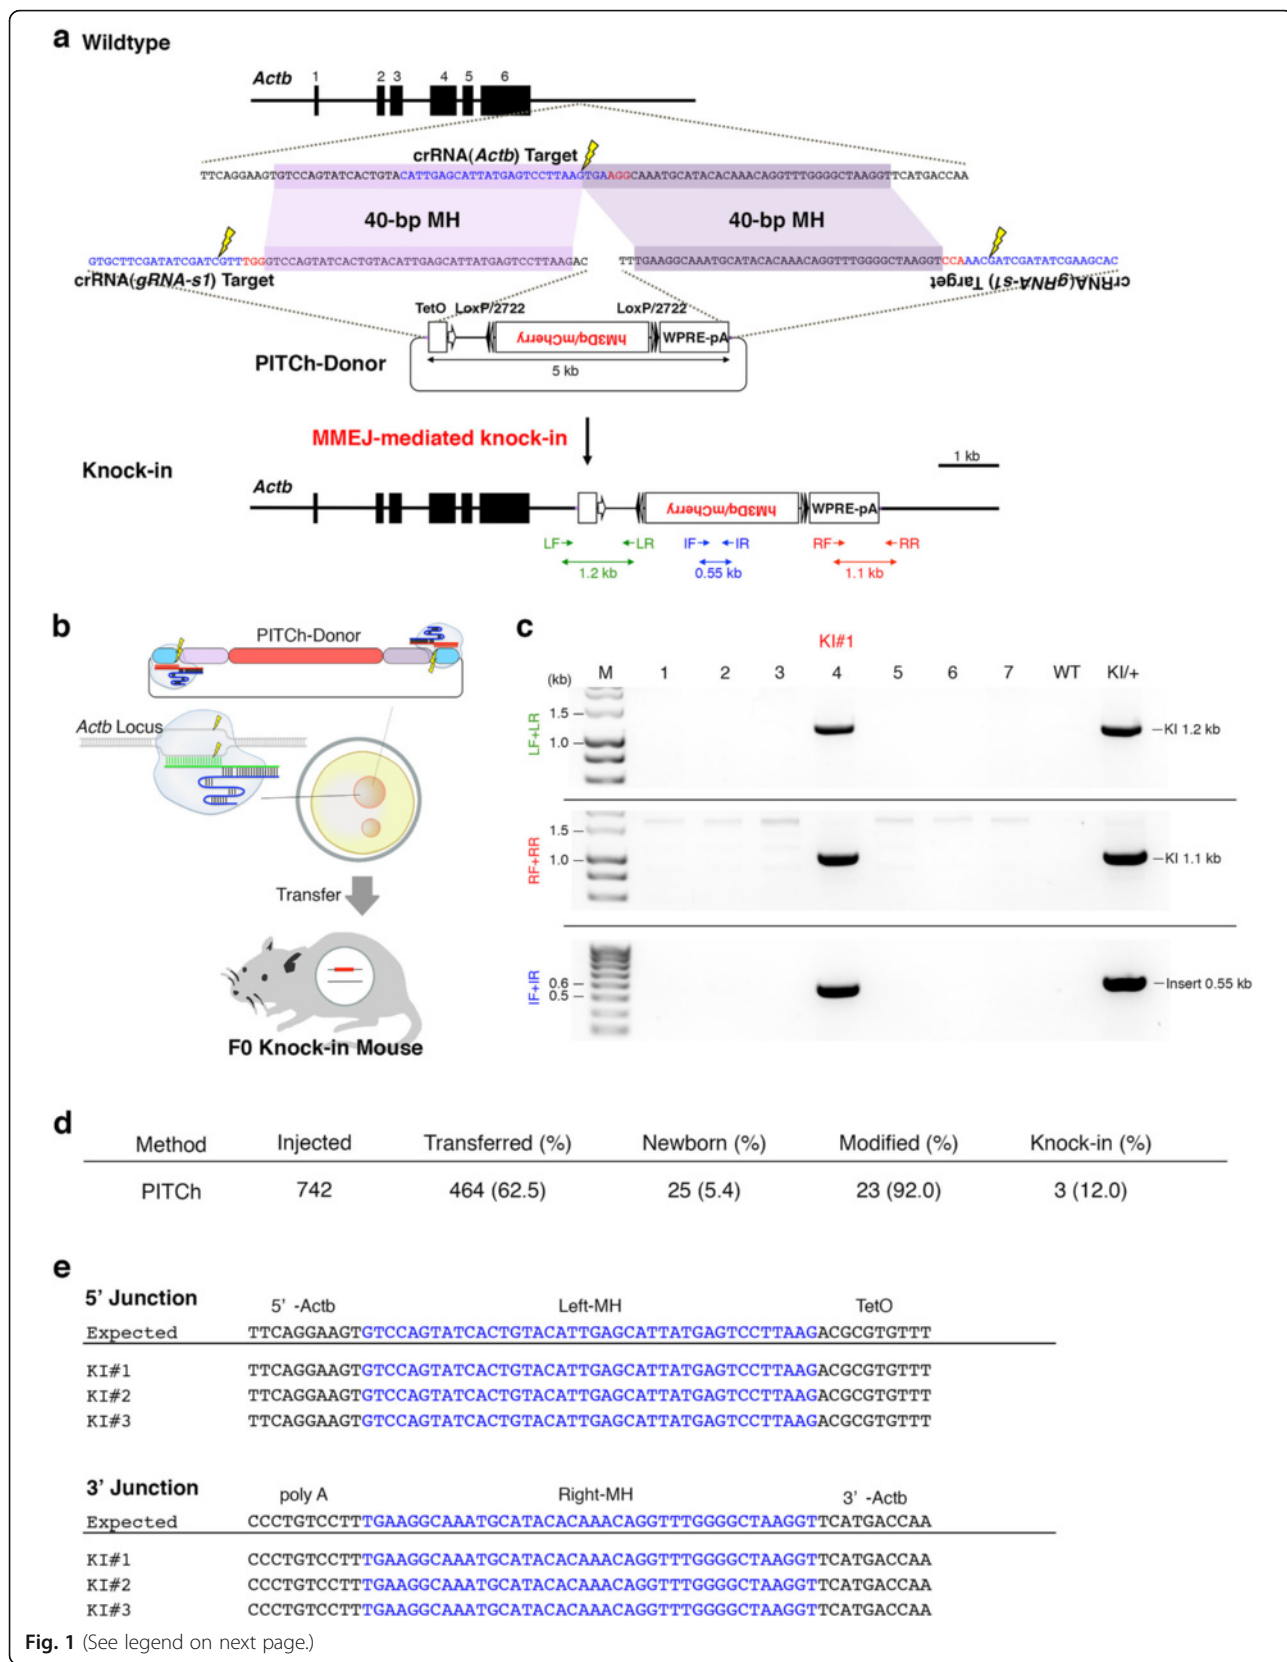 a Wildtype
Actb 1 2 3 4 5 6
crRNA(Actb) Target
TTCAGGAAGTGTCCAGTATCACTGTACATTGAGCATTATGAGTCCTTAAGTGAAGGCAAATGCATACACAAACAGGTTTGGGGCTAAGGTTCATGACCAA
40-bp MH 40-bp MH
GTGCTTCGATATCGATCGTTTGGGTCCAGTATCACTGTACATTGAGCATTATGAGTCCTTAAGAC TTTGAAGGCAAATGCATACACAAACAGGTTTGGGGCTAAGGTCCAAACGATCGATATCGAAGCAC
crRNA(gRNA-s1) Target crRNA(gRNA-s1) Target
TetO LoxP/2722 LoxP/2722
hM3Dq/mCherry WPRE-pA
PITCh-Donor
5 kb
MMEJ-mediated knock-in
Knock-in 1 kb
Actb
hM3Dq/mCherry WPRE-pA
LF LR IF IR RF RR
1.2 kb 0.55 kb 1.1 kb
b
PITCh-Donor
Actb Locus
Transfer
F0 Knock-in Mouse
c
KI#1
(kb) M 1 2 3 4 5 6 7 WT KI/+
LF+LR
1.5
1.0
KI 1.2 kb
RF+RR
1.5
1.0
KI 1.1 kb
IF+IR
0.6
0.5
Insert 0.55 kb
d
Method Injected Transferred (%) Newborn (%) Modified (%) Knock-in (%)
PITCh 742 464 (62.5) 25 (5.4) 23 (92.0) 3 (12.0)
e
5' Junction
5' -Actb Left-MH TetO
Expected TTCAGGAAGTGTCCAGTATCACTGTACATTGAGCATTATGAGTCCTTAAGACGCGTGTTT
KI#1 TTCAGGAAGTGTCCAGTATCACTGTACATTGAGCATTATGAGTCCTTAAGACGCGTGTTT
KI#2 TTCAGGAAGTGTCCAGTATCACTGTACATTGAGCATTATGAGTCCTTAAGACGCGTGTTT
KI#3 TTCAGGAAGTGTCCAGTATCACTGTACATTGAGCATTATGAGTCCTTAAGACGCGTGTTT
3' Junction
poly A Right-MH 3' -Actb
Expected CCCTGTCCTTTGAAGGCAAATGCATACACAAACAGGTTTGGGGCTAAGGTTCATGACCAA
KI#1 CCCTGTCCTTTGAAGGCAAATGCATACACAAACAGGTTTGGGGCTAAGGTTCATGACCAA
KI#2 CCCTGTCCTTTGAAGGCAAATGCATACACAAACAGGTTTGGGGCTAAGGTTCATGACCAA
KI#3 CCCTGTCCTTTGAAGGCAAATGCATACACAAACAGGTTTGGGGCTAAGGTTCATGACCAA
Fig. 1 (See legend on next page.)